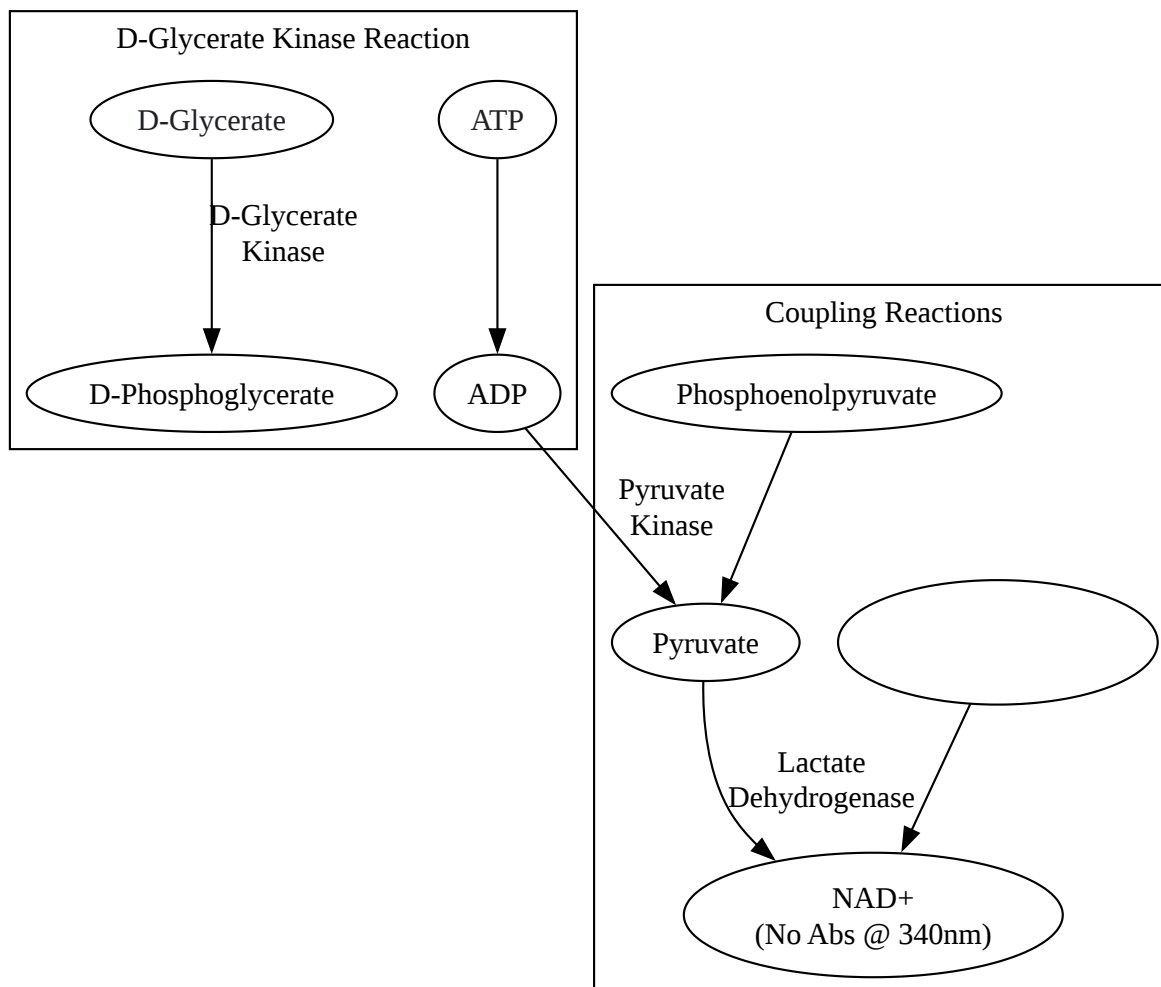 D-Glycerate Kinase Reaction
D-Glycerate
ATP
D-Glycerate
Kinase
D-Phosphoglycerate
ADP
Coupling Reactions
Phosphoenolpyruvate
Pyruvate
Kinase
Pyruvate
Lactate
Dehydrogenase
NAD+
(No Abs @ 340nm)